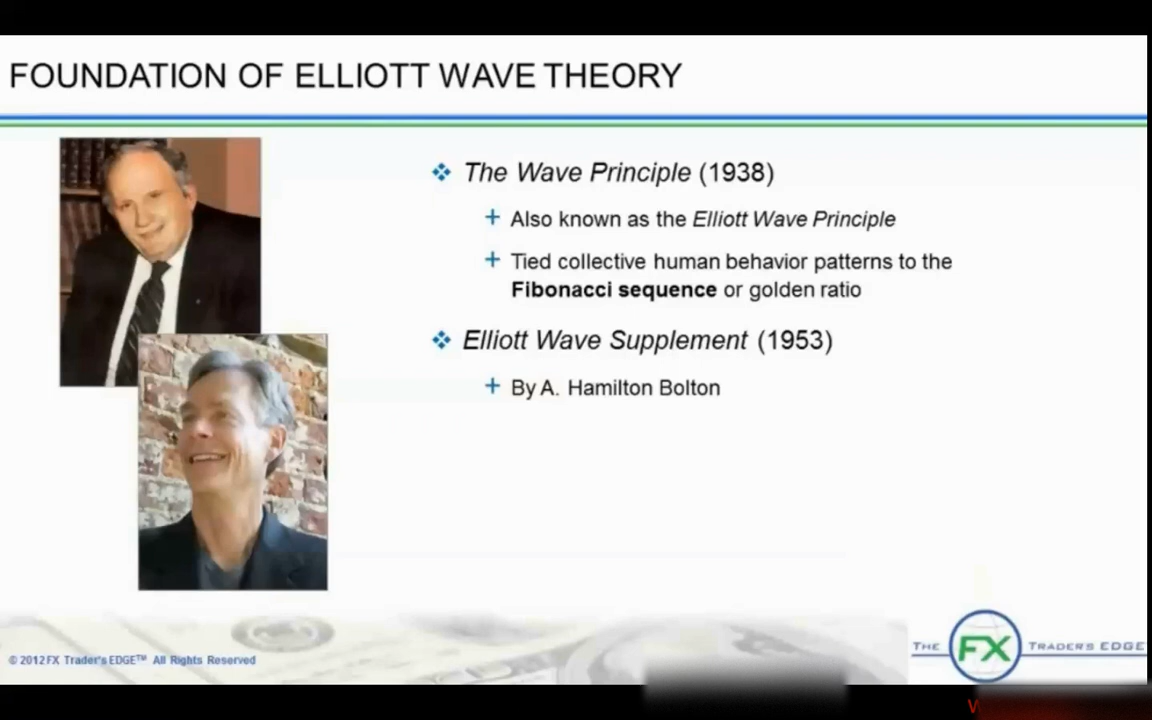 FOUNDATION OF ELLIOTT WAVE THEORY
The Wave Principle (1938)
Also known as the Elliott Wave Principle
Tied collective human behavior patterns to the
Fibonacci sequence or golden ratio
Elliott Wave Supplement (1953)
By A. Hamilton Bolton
© 2012 FX Trader's EDGE™ All Rights Reserved
THE FX TRADERS EDGE